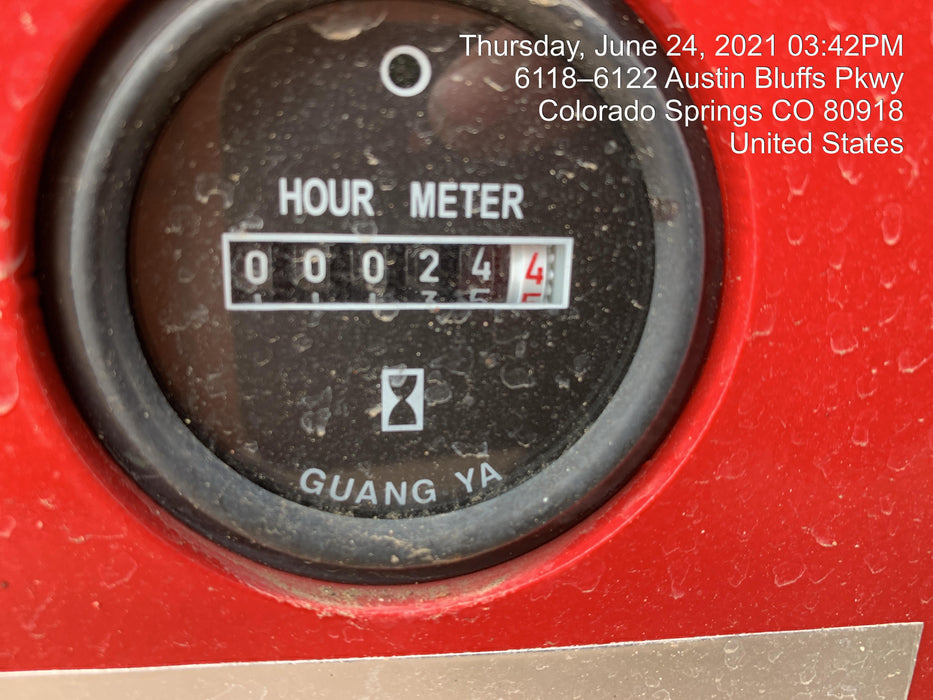 Thursday, June 24, 2021 03:42PM
6118–6122 Austin Bluffs Pkwy
Colorado Springs CO 80918
United States
HOUR METER
0 0 0 2 4 4
GUANG YA